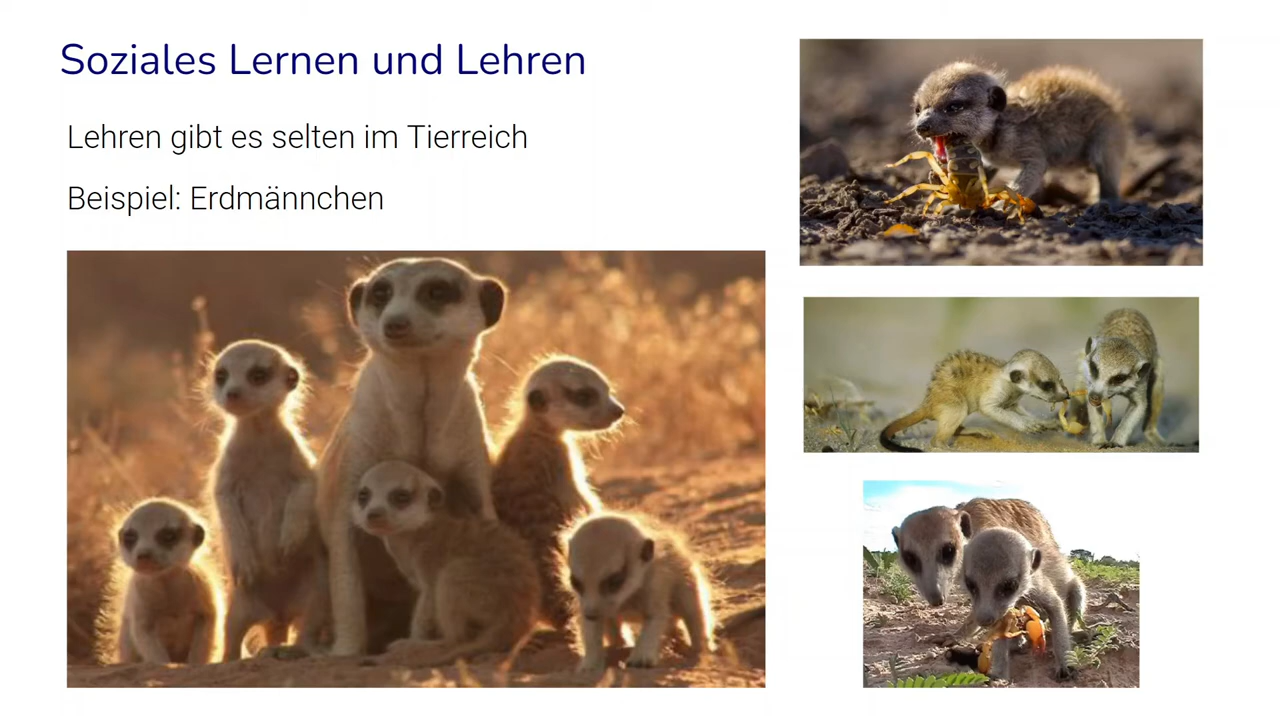 Soziales Lernen und Lehren
Lehren gibt es selten im Tierreich
Beispiel: Erdmännchen